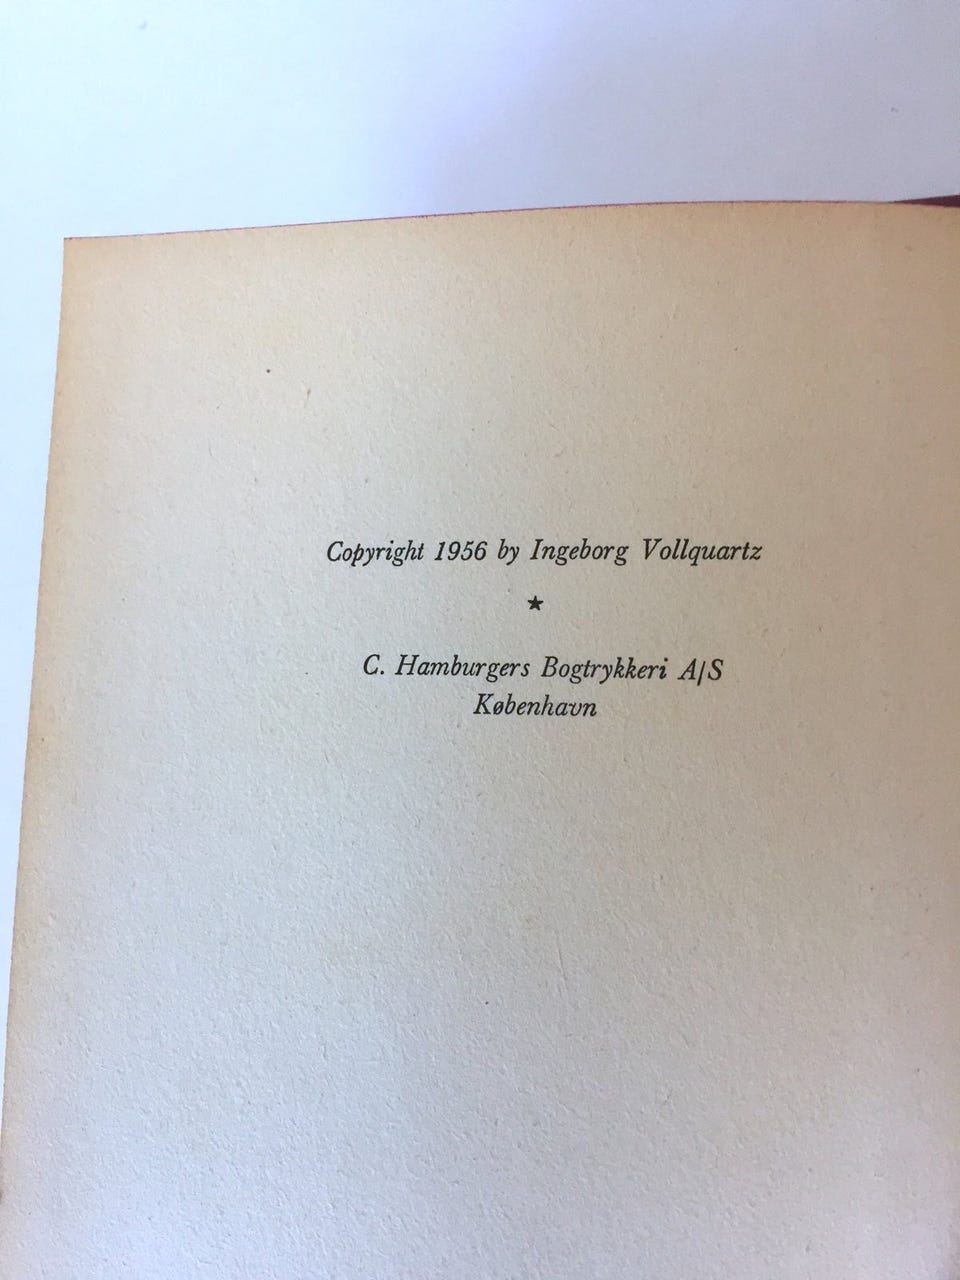 Copyright 1956 by Ingeborg Vollquartz
★
C. Hamburgers Bogtrykkeri A/S
København